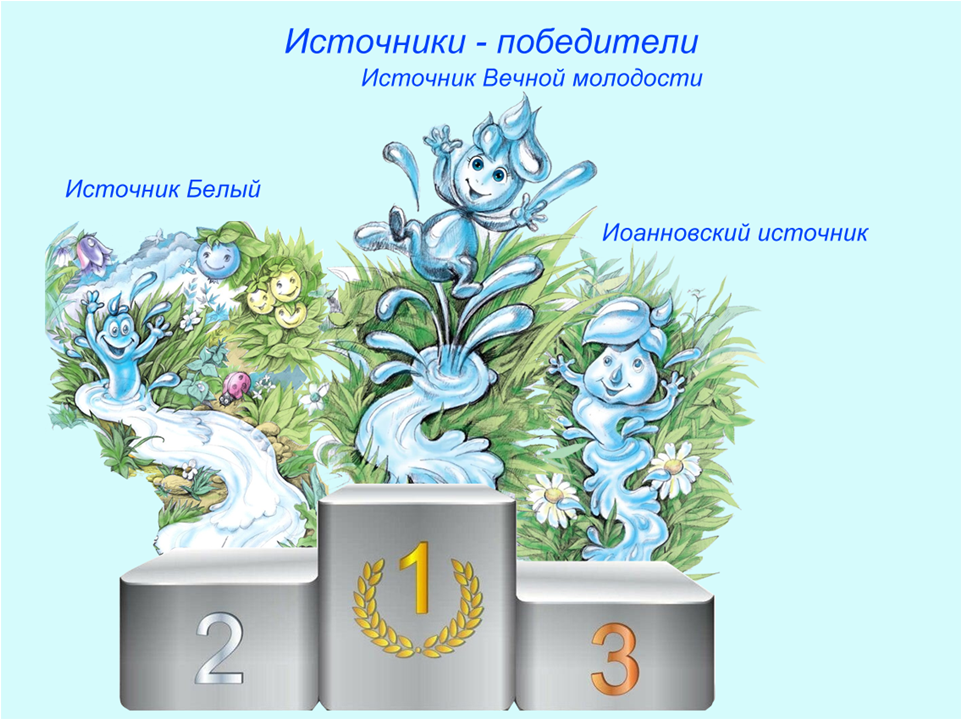 Источники - победители
Источник Вечной молодости
Источник Белый
Иоанновский источник
1
2
3